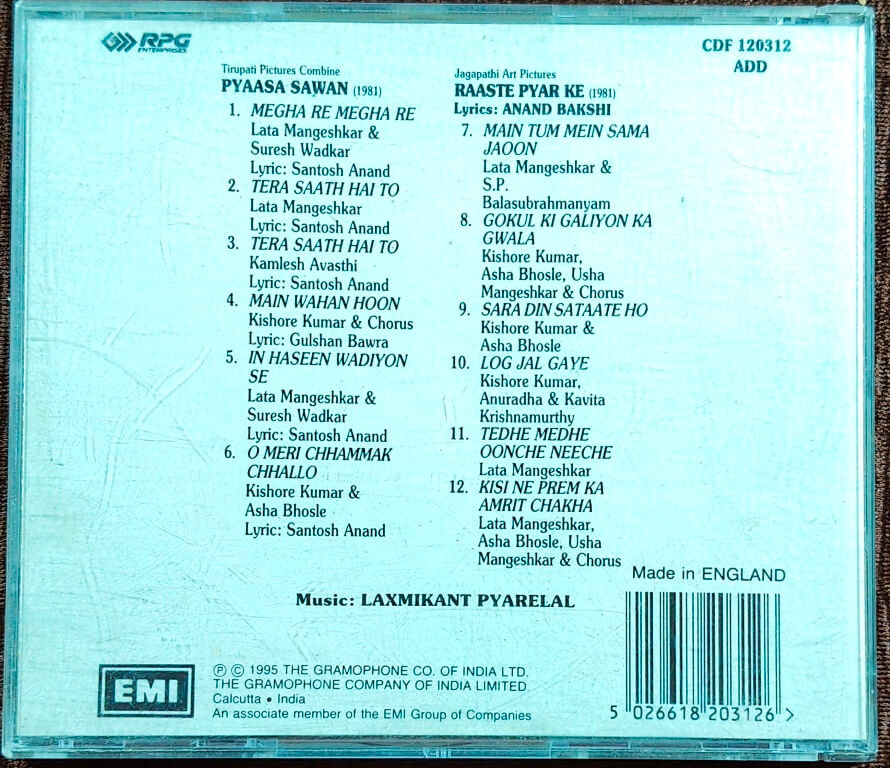 RPG
ENTERPRISES
CDF 120312
ADD
Tirupati Pictures Combine
PYAASA SAWAN (1981)
1. MEGHA RE MEGHA RE
Lata Mangeshkar &
Suresh Wadkar
Lyric: Santosh Anand
2. TERA SAATH HAI TO
Lata Mangeshkar
Lyric: Santosh Anand
3. TERA SAATH HAI TO
Kamlesh Avasthi
Lyric: Santosh Anand
4. MAIN WAHAN HOON
Kishore Kumar & Chorus
Lyric: Gulshan Bawra
5. IN HASEEN WADIYON
SE
Lata Mangeshkar &
Suresh Wadkar
Lyric: Santosh Anand
6. O MERI CHHAMMAK
CHHALLO
Kishore Kumar &
Asha Bhosle
Lyric: Santosh Anand
Jagapathi Art Pictures
RAASTE PYAR KE (1981)
Lyrics: ANAND BAKSHI
7. MAIN TUM MEIN SAMA
JAOON
Lata Mangeshkar &
S.P.
Balasubrahmanyam
8. GOKUL KI GALIYON KA
GWALA
Kishore Kumar,
Asha Bhosle, Usha
Mangeshkar & Chorus
9. SARA DIN SATAATE HO
Kishore Kumar &
Asha Bhosle
10. LOG JAL GAYE
Kishore Kumar,
Anuradha & Kavita
Krishnamurthy
11. TEDHE MEDHE
OONCHE NEECHE
Lata Mangeshkar
12. KISI NE PREM KA
AMRIT CHAKHA
Lata Mangeshkar,
Asha Bhosle, Usha
Mangeshkar & Chorus
Made in ENGLAND
Music: LAXMIKANT PYARELAL
EMI
℗ © 1995 THE GRAMOPHONE CO. OF INDIA LTD.
THE GRAMOPHONE COMPANY OF INDIA LIMITED
Calcutta • India
An associate member of the EMI Group of Companies
5 026618 203126 >